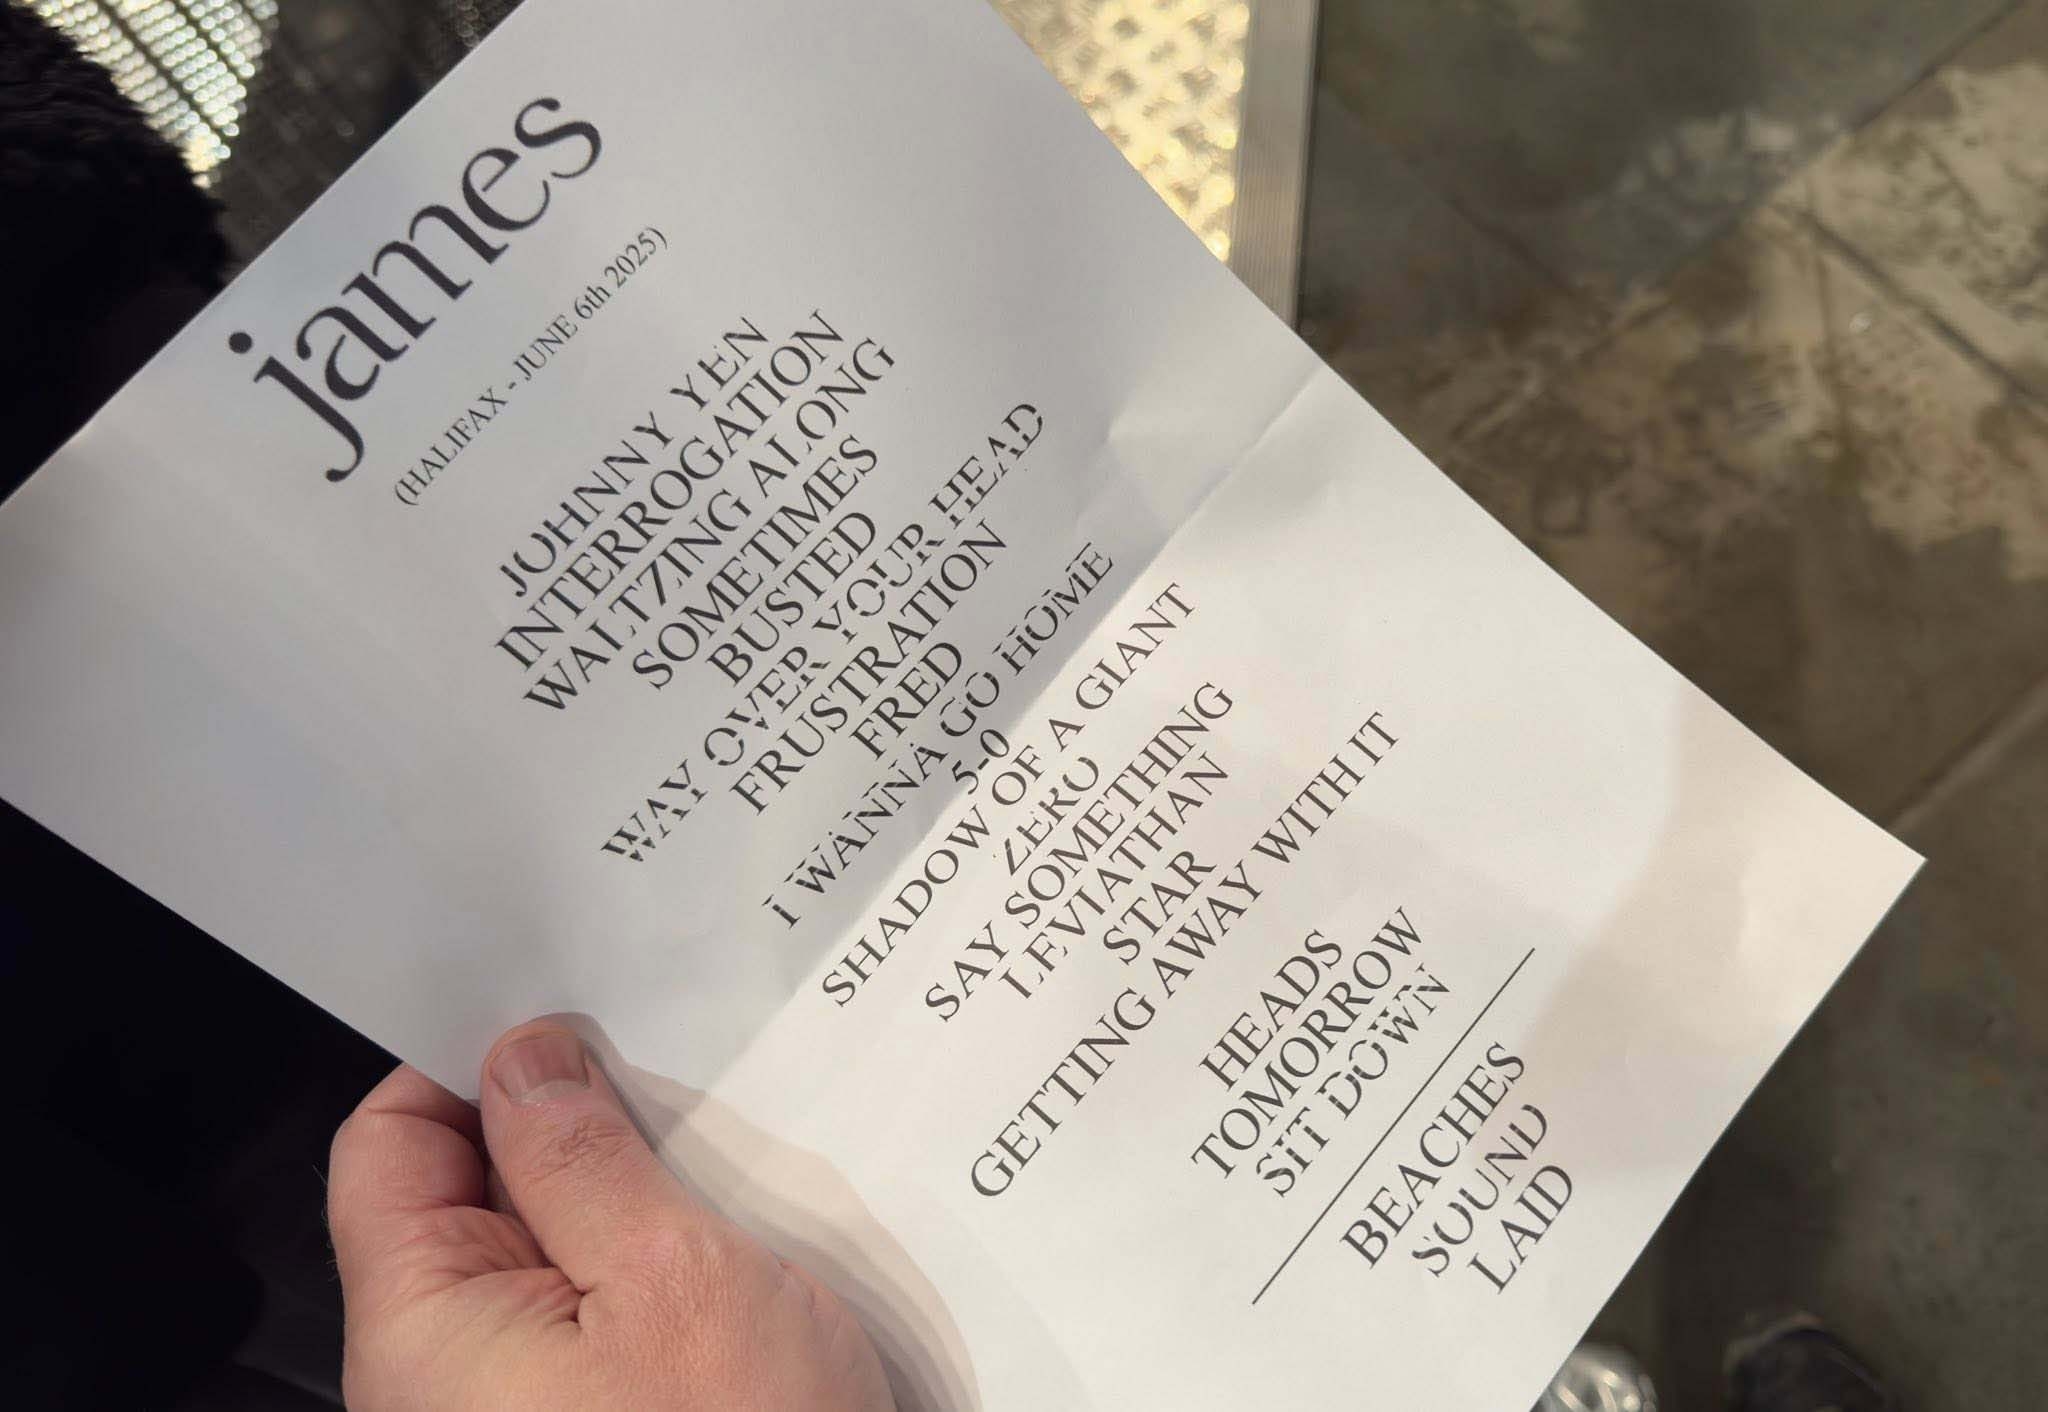 james
(HALIFAX - JUNE 6th 2025)
JOHNNY YEN
INTERROGATION
WALTZING ALONG
SOMETIMES
BUSTED
WAY OVER YOUR HEAD
FRUSTRATION
FRED
I WANNA GO HOME
5-0
SHADOW OF A GIANT
ZERO
SAY SOMETHING
LEVIATHAN
STAR
GETTING AWAY WITH IT
HEADS
TOMORROW
SIT DOWN
BEACHES
SOUND
LAID